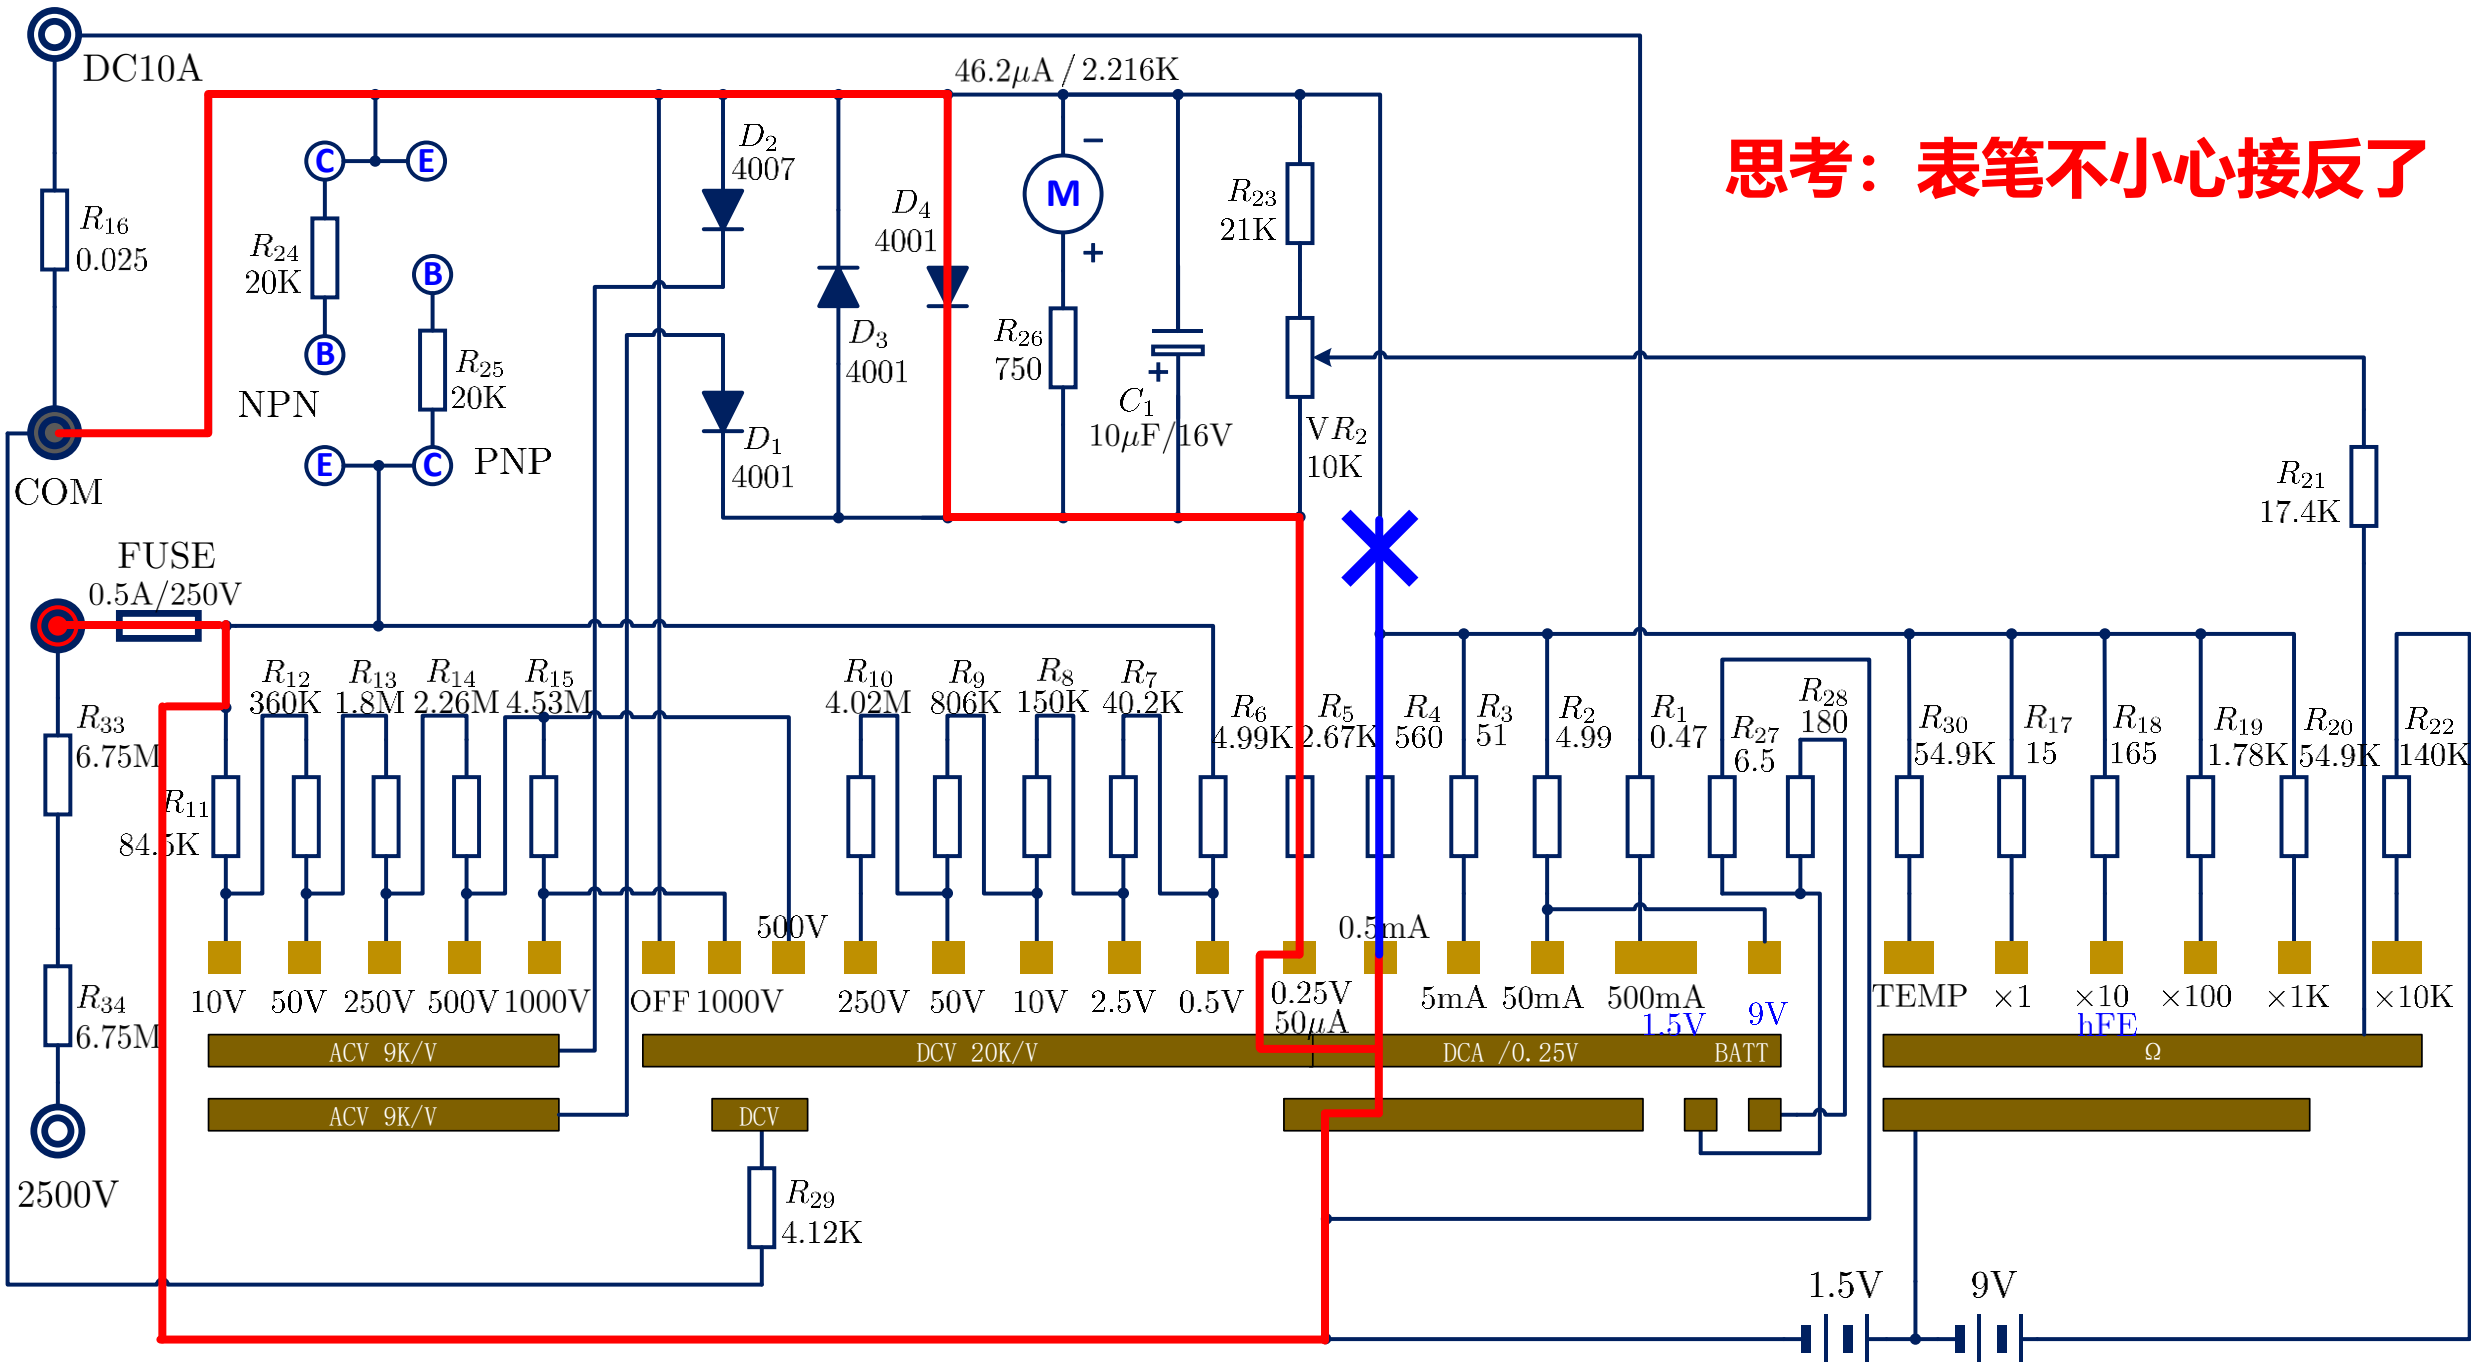 DC10A
46.2μA / 2.216K
思考：表笔不小心接反了
D2
4007
C
E
M
−
+
D4
4001
R23
21K
R16
0.025
R24
20K
B
B
D3
4001
R26
750
+
C1
10μF/16V
R25
20K
NPN
VR2
10K
D1
4001
E
C
PNP
R21
17.4K
COM
FUSE
0.5A/250V
R12
360K
R13
1.8M
R14
2.26M
R15
4.53M
R10
4.02M
R9
806K
R8
150K
R7
40.2K
R6
4.99K
R5
2.67K
R4
560
R3
51
R2
4.99
R1
0.47
R27
6.5
R28
180
R30
54.9K
R17
15
R18
165
R19
1.78K
R20
54.9K
R22
140K
R33
6.75M
R11
84.5K
500V
0.5mA
10V
50V
250V
500V
1000V
OFF
1000V
250V
50V
10V
2.5V
0.5V
0.25V
50μA
5mA
50mA
500mA
1.5V
9V
TEMP
×1
×10
hFE
×100
×1K
×10K
R34
6.75M
ACV 9K/V
DCV 20K/V
DCA /0.25V
BATT
Ω
ACV 9K/V
DCV
2500V
R29
4.12K
1.5V
9V